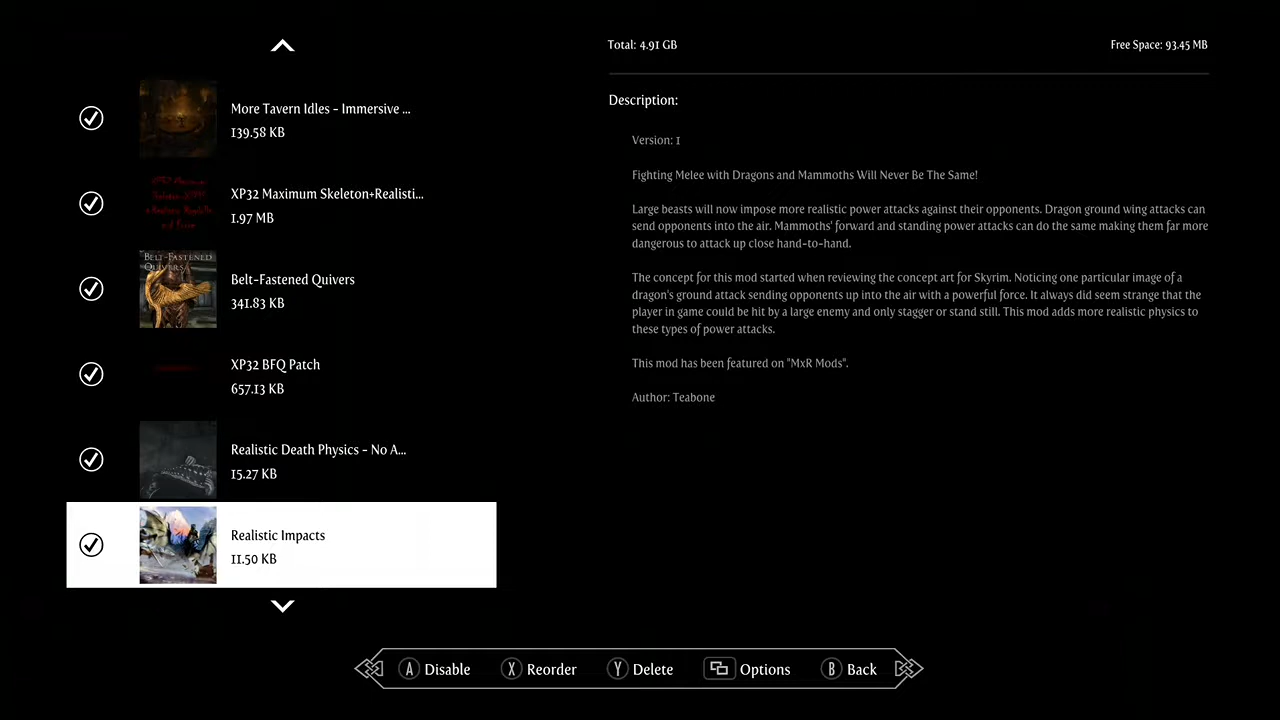 Total: 4.91 GB
Free Space: 93.45 MB
More Tavern Idles - Immersive ...
139.58 KB
XP32 Maximum Skeleton+Realisti...
1.97 MB
BELT-FASTENED
QUIVERS
Belt-Fastened Quivers
341.83 KB
XP32 BFQ Patch
657.13 KB
Realistic Death Physics - No A...
15.27 KB
Realistic Impacts
11.50 KB
Description:
Version: 1
Fighting Melee with Dragons and Mammoths Will Never Be The Same!
Large beasts will now impose more realistic power attacks against their opponents. Dragon ground wing attacks can
send opponents into the air. Mammoths' forward and standing power attacks can do the same making them far more
dangerous to attack up close hand-to-hand.
The concept for this mod started when reviewing the concept art for Skyrim. Noticing one particular image of a
dragon's ground attack sending opponents up into the air with a powerful force. It always did seem strange that the
player in game could be hit by a large enemy and only stagger or stand still. This mod adds more realistic physics to
these types of power attacks.
This mod has been featured on "MxR Mods".
Author: Teabone
A Disable X Reorder Y Delete Options B Back